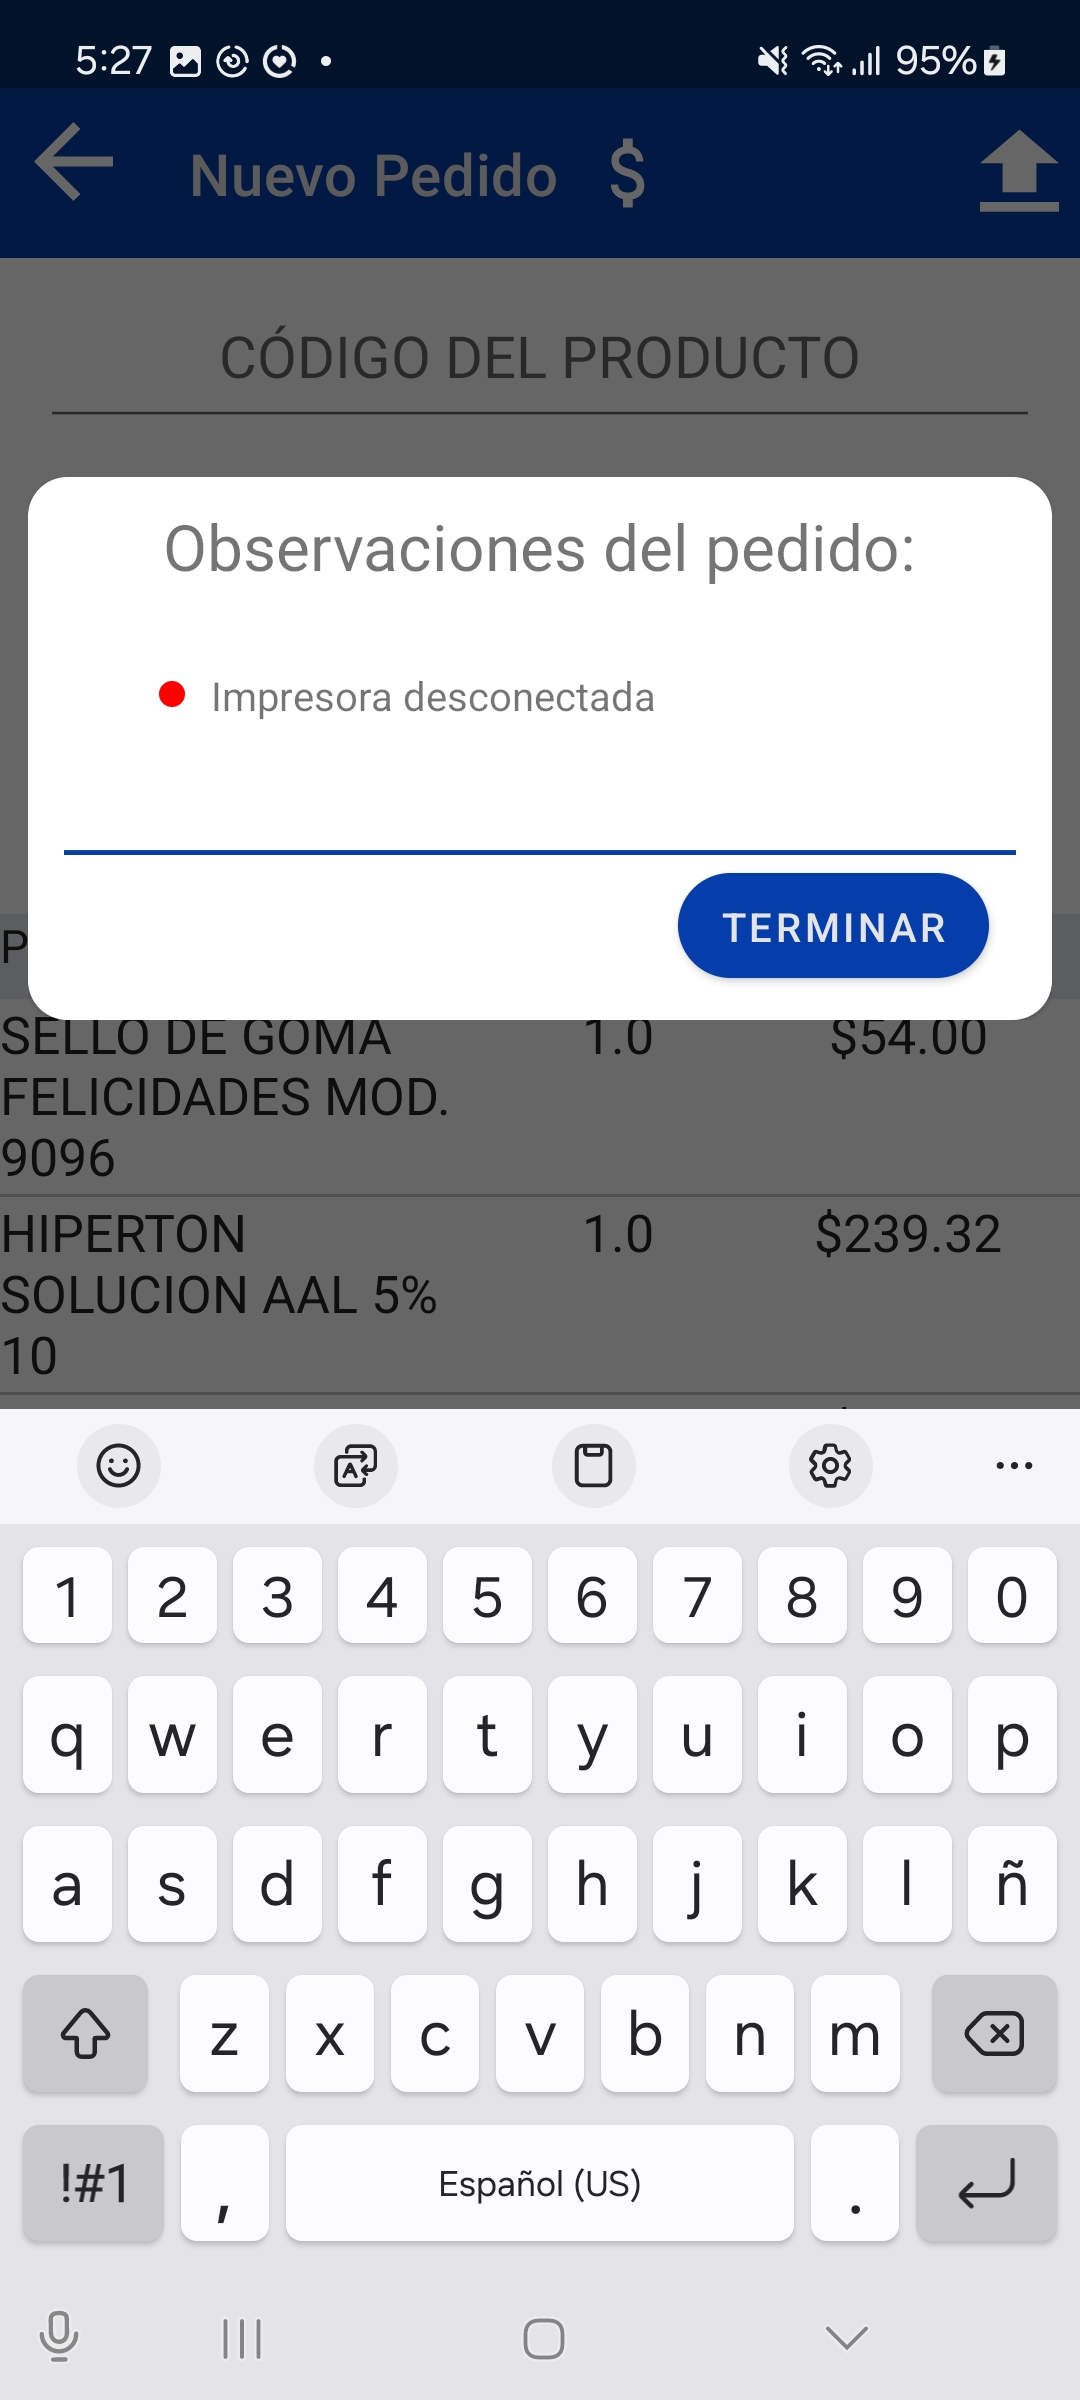 5:27
95%
Nuevo Pedido $
CÓDIGO DEL PRODUCTO
Observaciones del pedido:
Impresora desconectada
TERMINAR
P
SELLO DE GOMA 1.0 $54.00
FELICIDADES MOD.
9096
HIPERTON 1.0 $239.32
SOLUCION AAL 5%
10
1 2 3 4 5 6 7 8 9 0
q w e r t y u i o p
a s d f g h j k l ñ
z x c v b n m
!#1 , Español (US) .